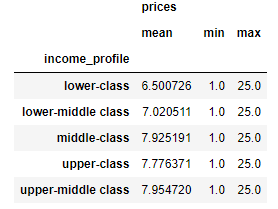 prices
mean min max
income_profile
lower-class 6.500726 1.0 25.0
lower-middle class 7.020511 1.0 25.0
middle-class 7.925191 1.0 25.0
upper-class 7.776371 1.0 25.0
upper-middle class 7.954720 1.0 25.0